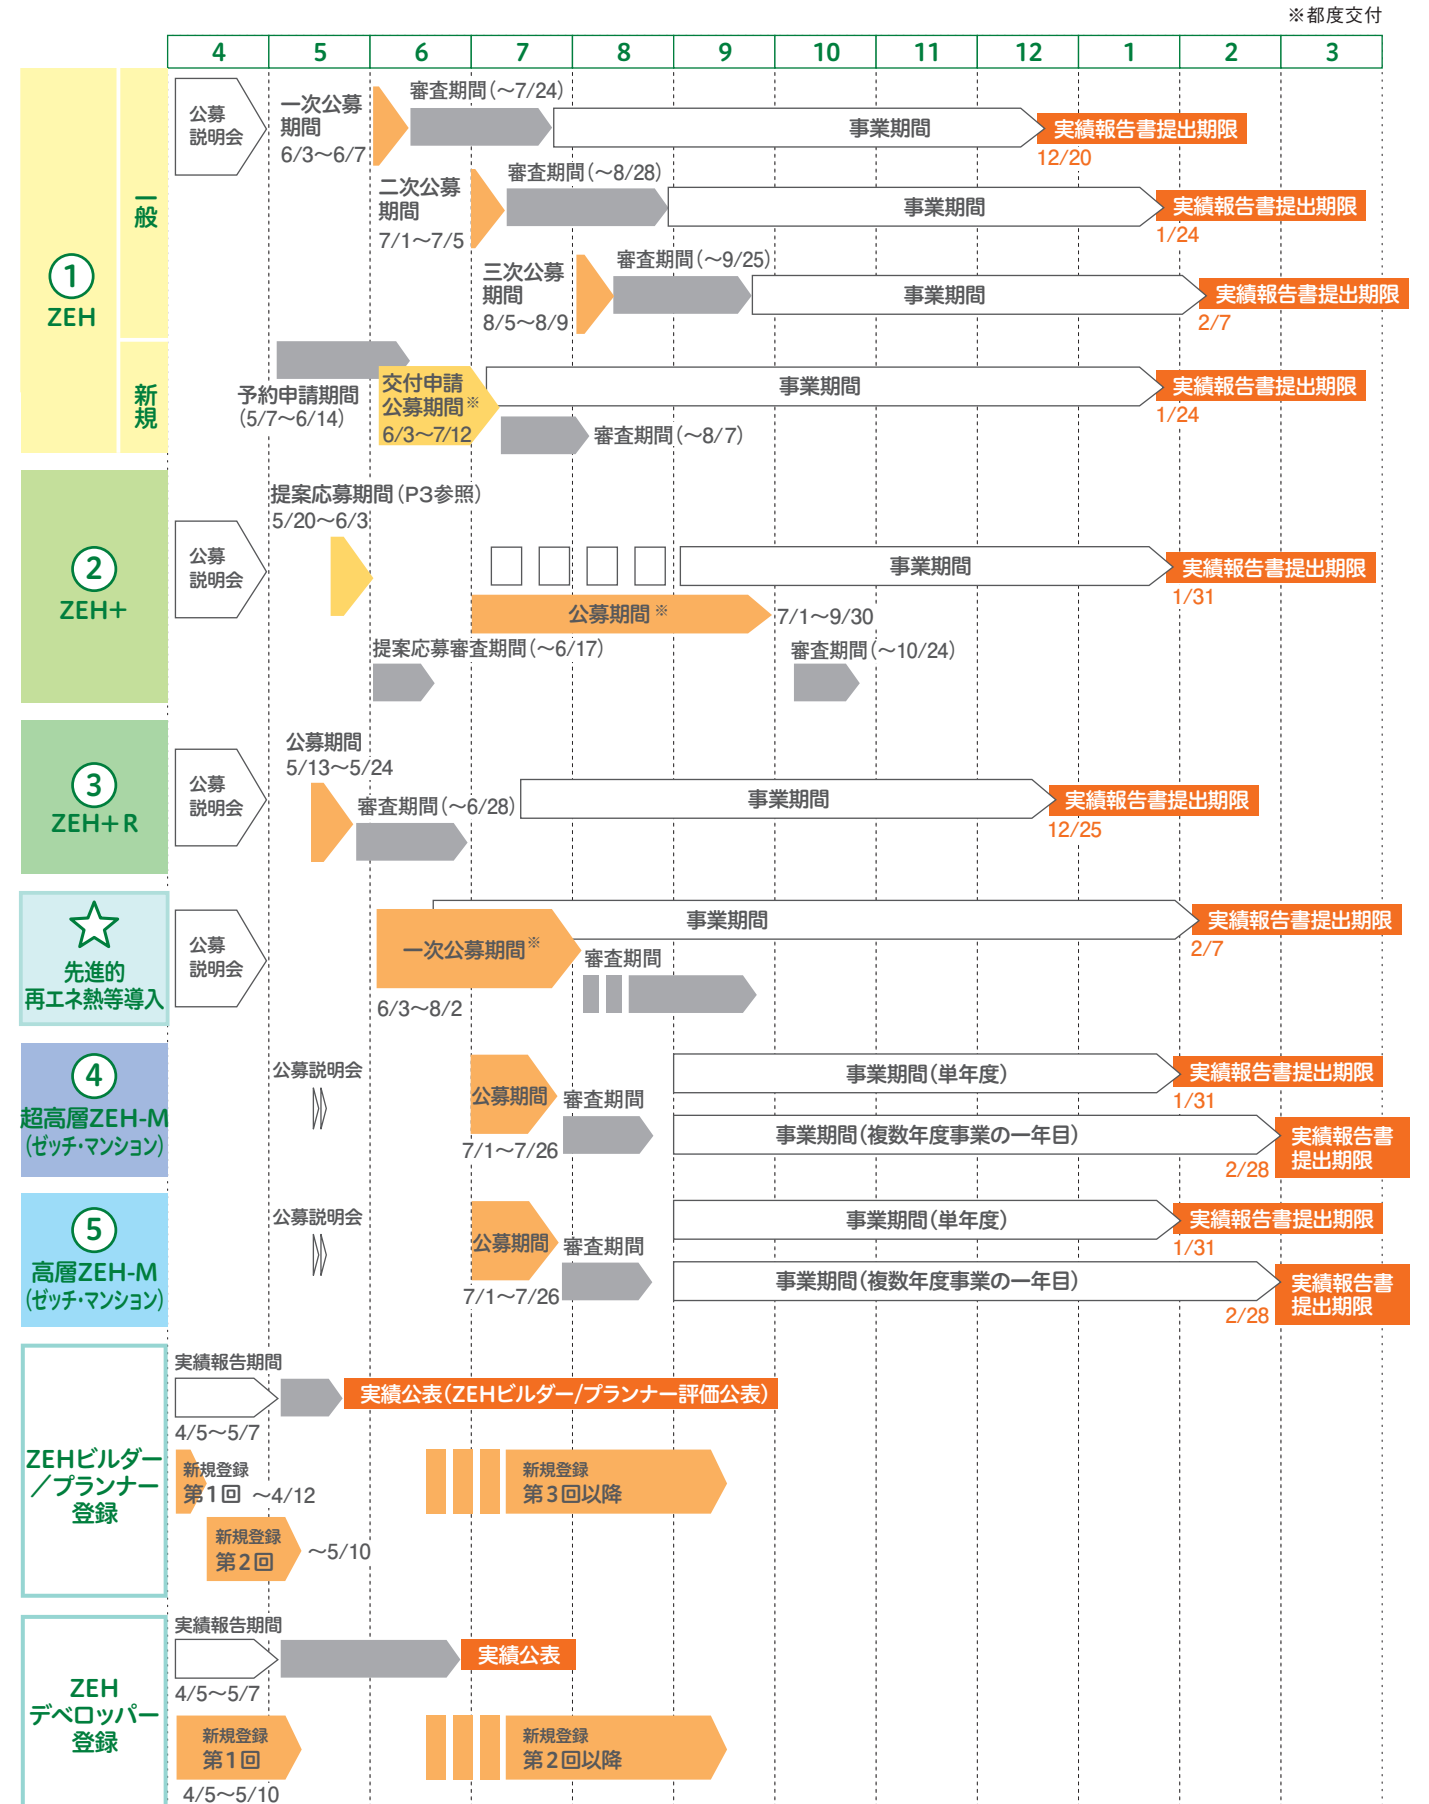 ※都度交付
4 5 6 7 8 9 10 11 12 1 2 3
①
ZEH
一般
公募
説明会
一次公募
期間
6/3～6/7
審査期間（～7/24）
事業期間
実績報告書提出期限
12/20
二次公募
期間
7/1～7/5
審査期間（～8/28）
事業期間
実績報告書提出期限
1/24
三次公募
期間
8/5～8/9
審査期間（～9/25）
事業期間
実績報告書提出期限
2/7
新規
予約申請期間
（5/7～6/14）
交付申請
公募期間※
6/3～7/12
事業期間
実績報告書提出期限
1/24
審査期間（～8/7）
②
ZEH＋
公募
説明会
提案応募期間（P3参照）
5/20～6/3
事業期間
実績報告書提出期限
1/31
公募期間※
7/1～9/30
提案応募審査期間（～6/17）
審査期間（～10/24）
③
ZEH＋R
公募
説明会
公募期間
5/13～5/24
審査期間（～6/28）
事業期間
実績報告書提出期限
12/25
先進的
再エネ熱等導入
公募
説明会
一次公募期間※
6/3～8/2
事業期間
実績報告書提出期限
2/7
審査期間
④
超高層ZEH-M
（ゼッチ・マンション）
公募説明会
公募期間
7/1～7/26
審査期間
事業期間（単年度）
実績報告書提出期限
1/31
事業期間（複数年度事業の一年目）
実績報告書
提出期限
2/28
⑤
高層ZEH-M
（ゼッチ・マンション）
公募説明会
公募期間
7/1～7/26
審査期間
事業期間（単年度）
実績報告書提出期限
1/31
事業期間（複数年度事業の一年目）
実績報告書
提出期限
2/28
ZEHビルダー
／プランナー
登録
実績報告期間
4/5～5/7
実績公表（ZEHビルダー/プランナー評価公表）
新規登録
第1回 ～4/12
新規登録
第3回以降
新規登録
第2回
～5/10
ZEH
デベロッパー
登録
実績報告期間
4/5～5/7
実績公表
新規登録
第1回
4/5～5/10
新規登録
第2回以降